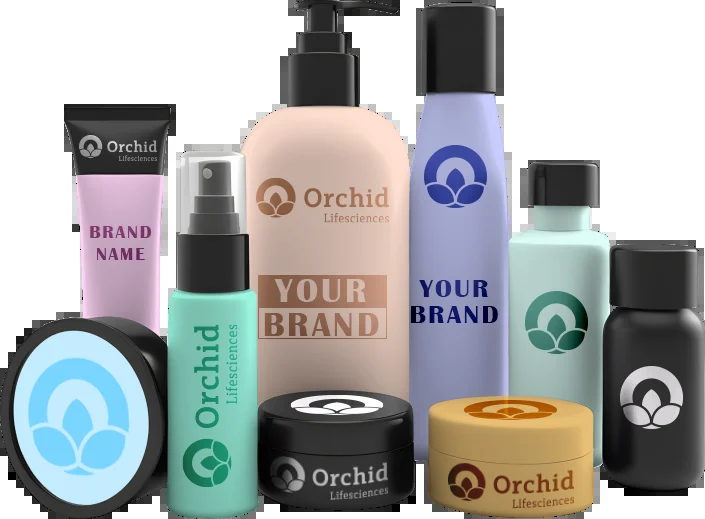 Orchid
Lifesciences
BRAND
NAME
Orchid
Lifesciences
Orchid
Lifesciences
YOUR
BRAND
YOUR
BRAND
Orchid
Lifesciences
Orchid
Lifesciences